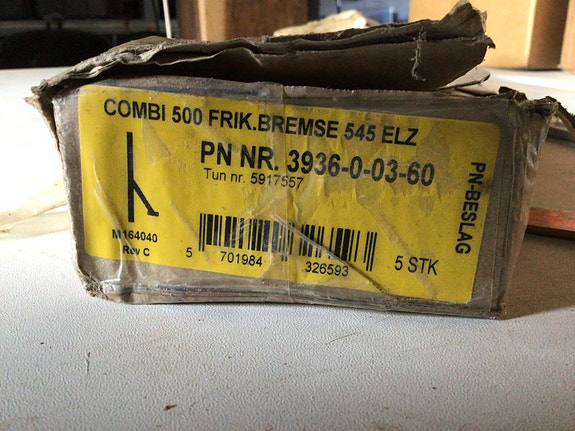 COMBI 500 FRIK.BREMSE 545 ELZ
PN NR. 3936-0-03-60
Tun nr. 5917557
M164040
Rev C
5 701984 326593
5 STK
PN-BESLAG